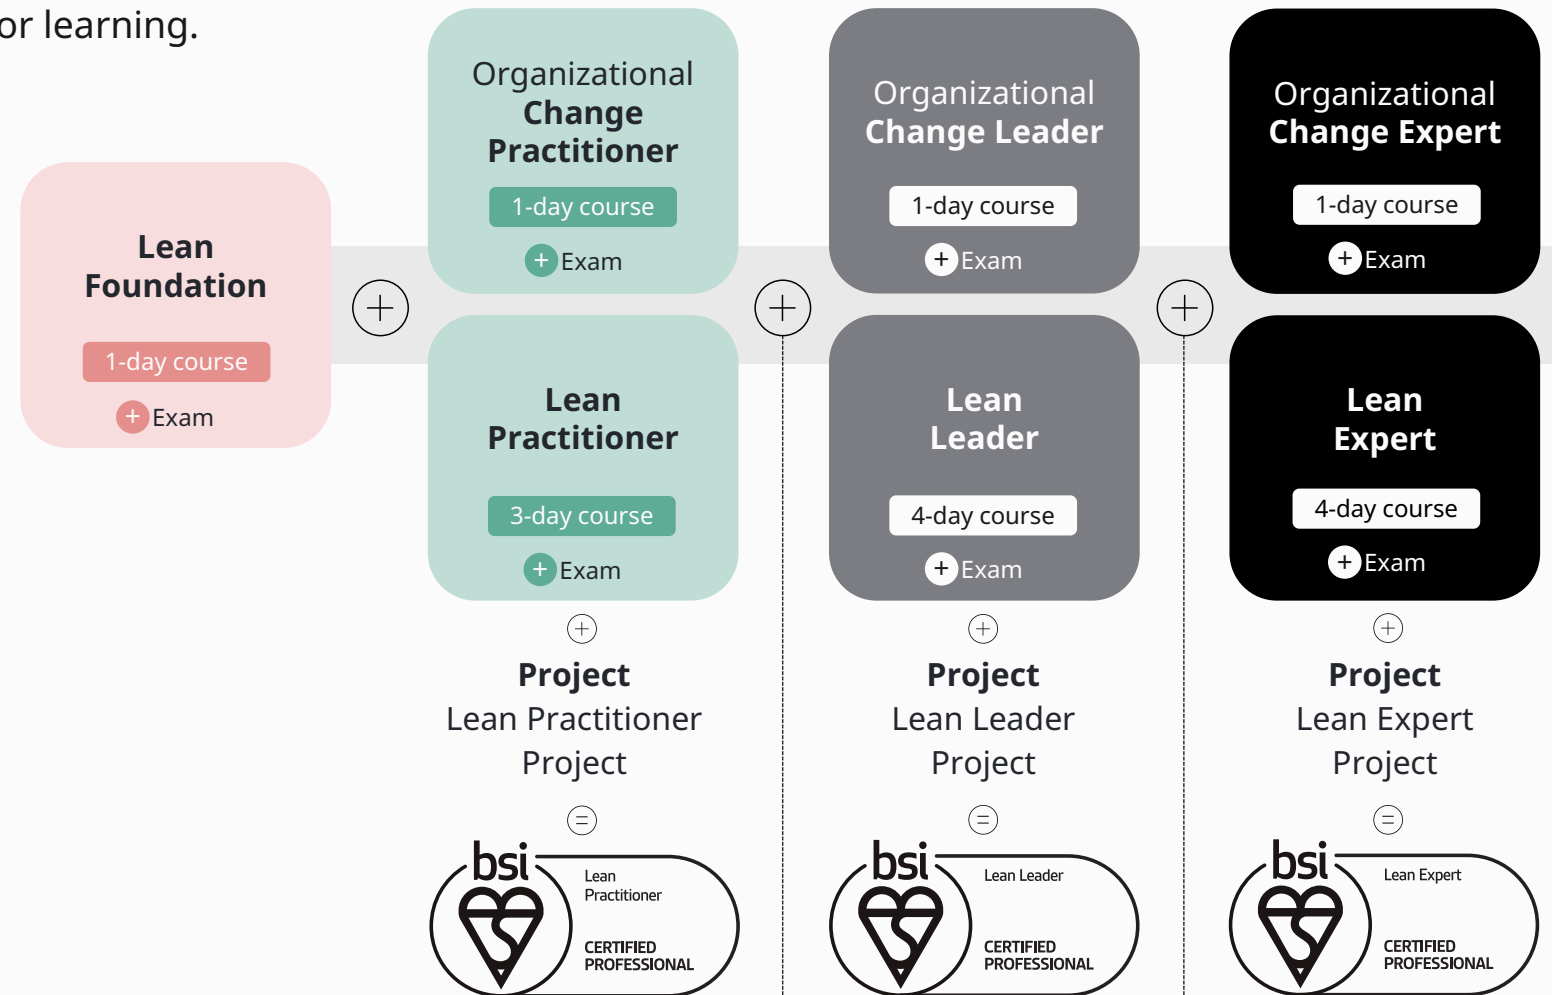 or learning.
Lean
Foundation
1-day course
+ Exam
Organizational
Change
Practitioner
1-day course
+ Exam
Lean
Practitioner
3-day course
+ Exam
+
Project
Lean Practitioner
Project
=
bsi
Lean
Practitioner
CERTIFIED
PROFESSIONAL
+
Organizational
Change Leader
1-day course
+ Exam
Lean
Leader
4-day course
+ Exam
+
Project
Lean Leader
Project
=
bsi
Lean Leader
CERTIFIED
PROFESSIONAL
+
Organizational
Change Expert
1-day course
+ Exam
Lean
Expert
4-day course
+ Exam
+
Project
Lean Expert
Project
=
bsi
Lean Expert
CERTIFIED
PROFESSIONAL
+